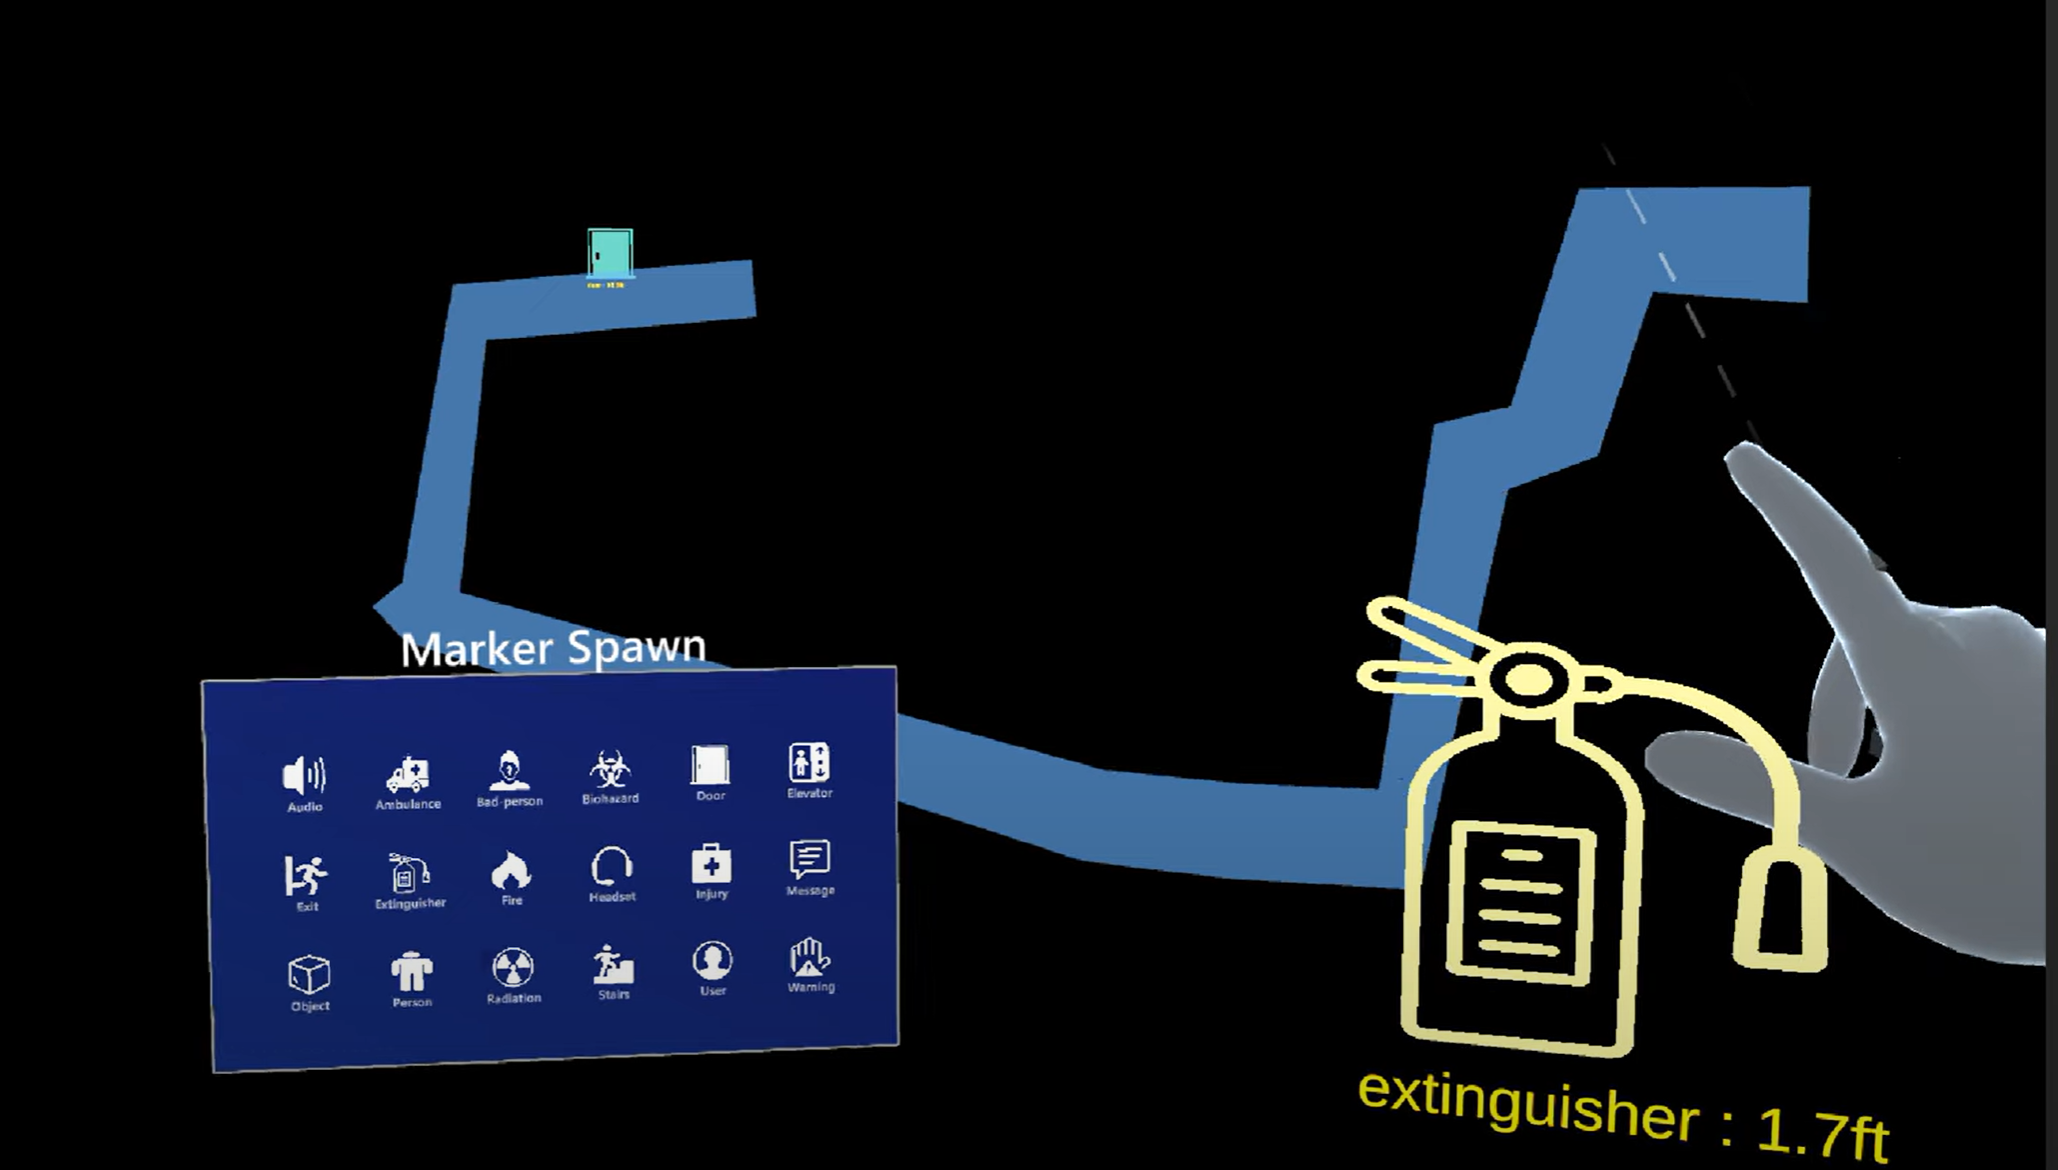 Marker Spawn
Audio Ambulance Bad-person Biohazard Door Elevator
Exit Extinguisher Fire Headset Injury Message
Object Person Radiation Stairs User Warning
extinguisher : 1.7ft